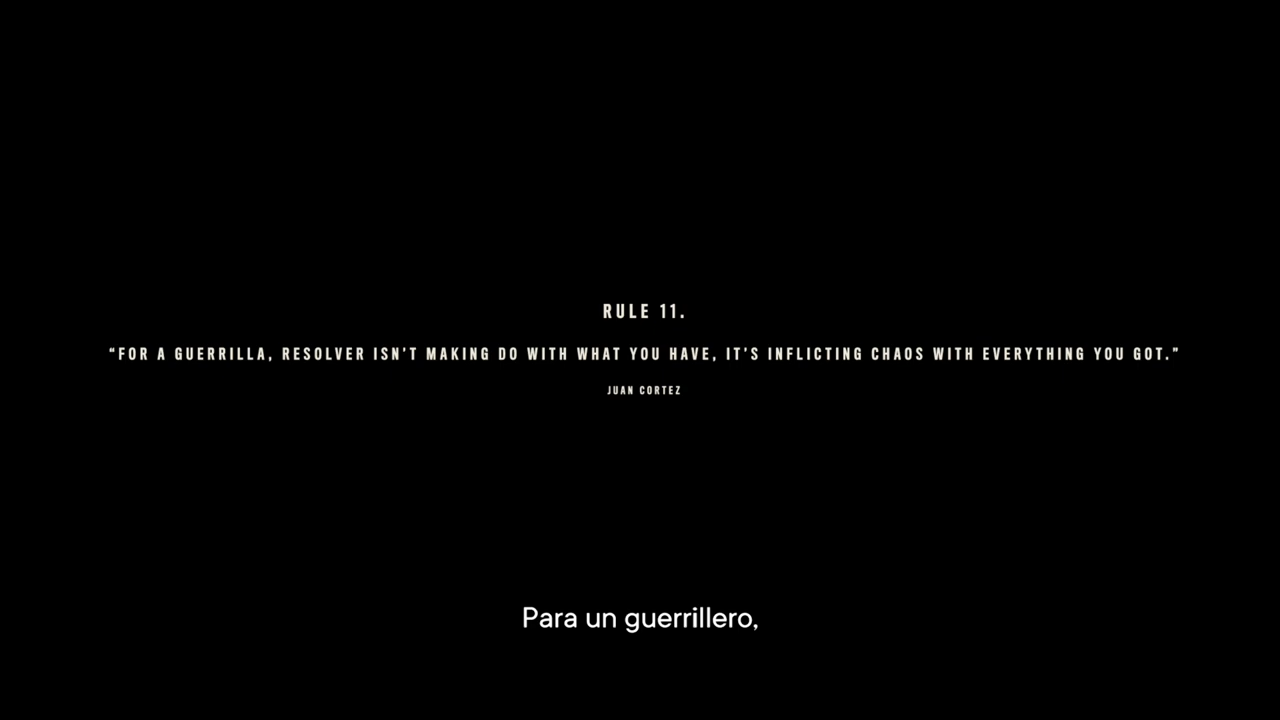 RULE 11.
“FOR A GUERRILLA, RESOLVER ISN’T MAKING DO WITH WHAT YOU HAVE, IT’S INFLICTING CHAOS WITH EVERYTHING YOU GOT.”
JUAN CORTEZ
Para un guerrillero,